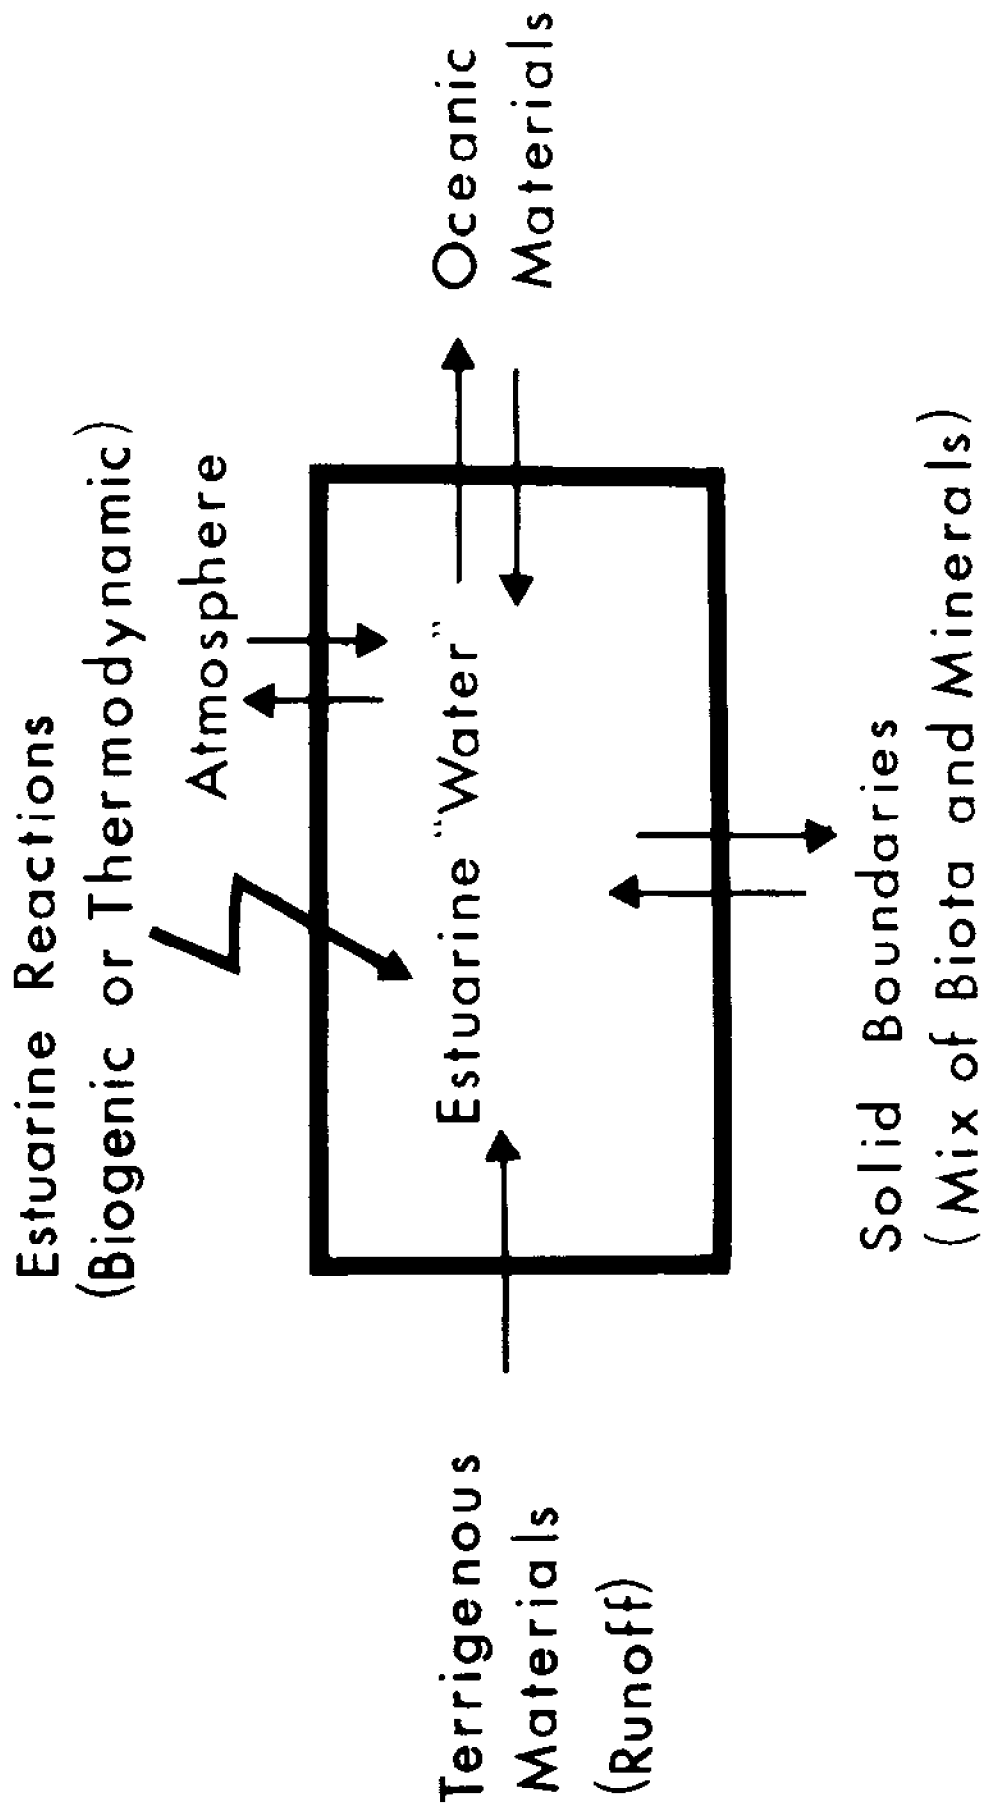 Estuarine Reactions
(Biogenic or Thermodynamic)
Atmosphere
Terrigenous
Materials
(Runoff)
Estuarine "Water"
Oceanic
Materials
Solid Boundaries
(Mix of Biota and Minerals)